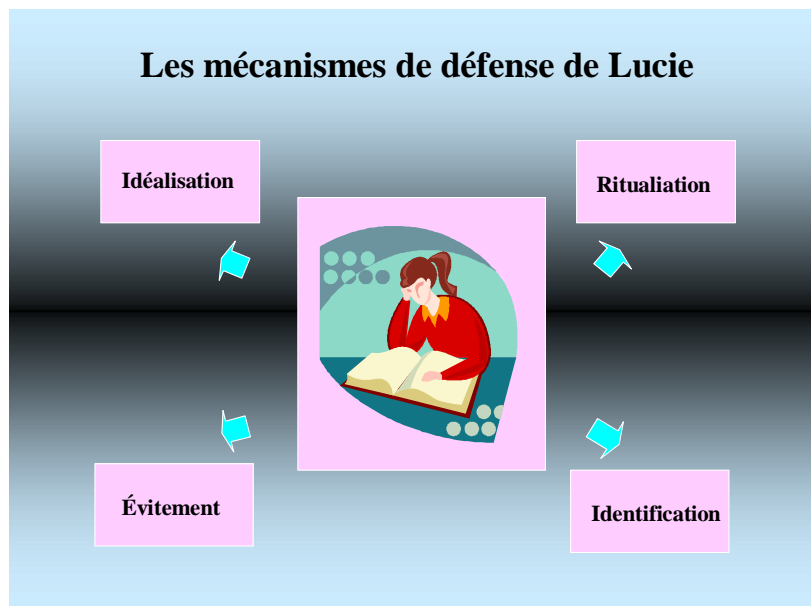 Les mécanismes de défense de Lucie
Idéalisation
Ritualiation
Évitement
Identification